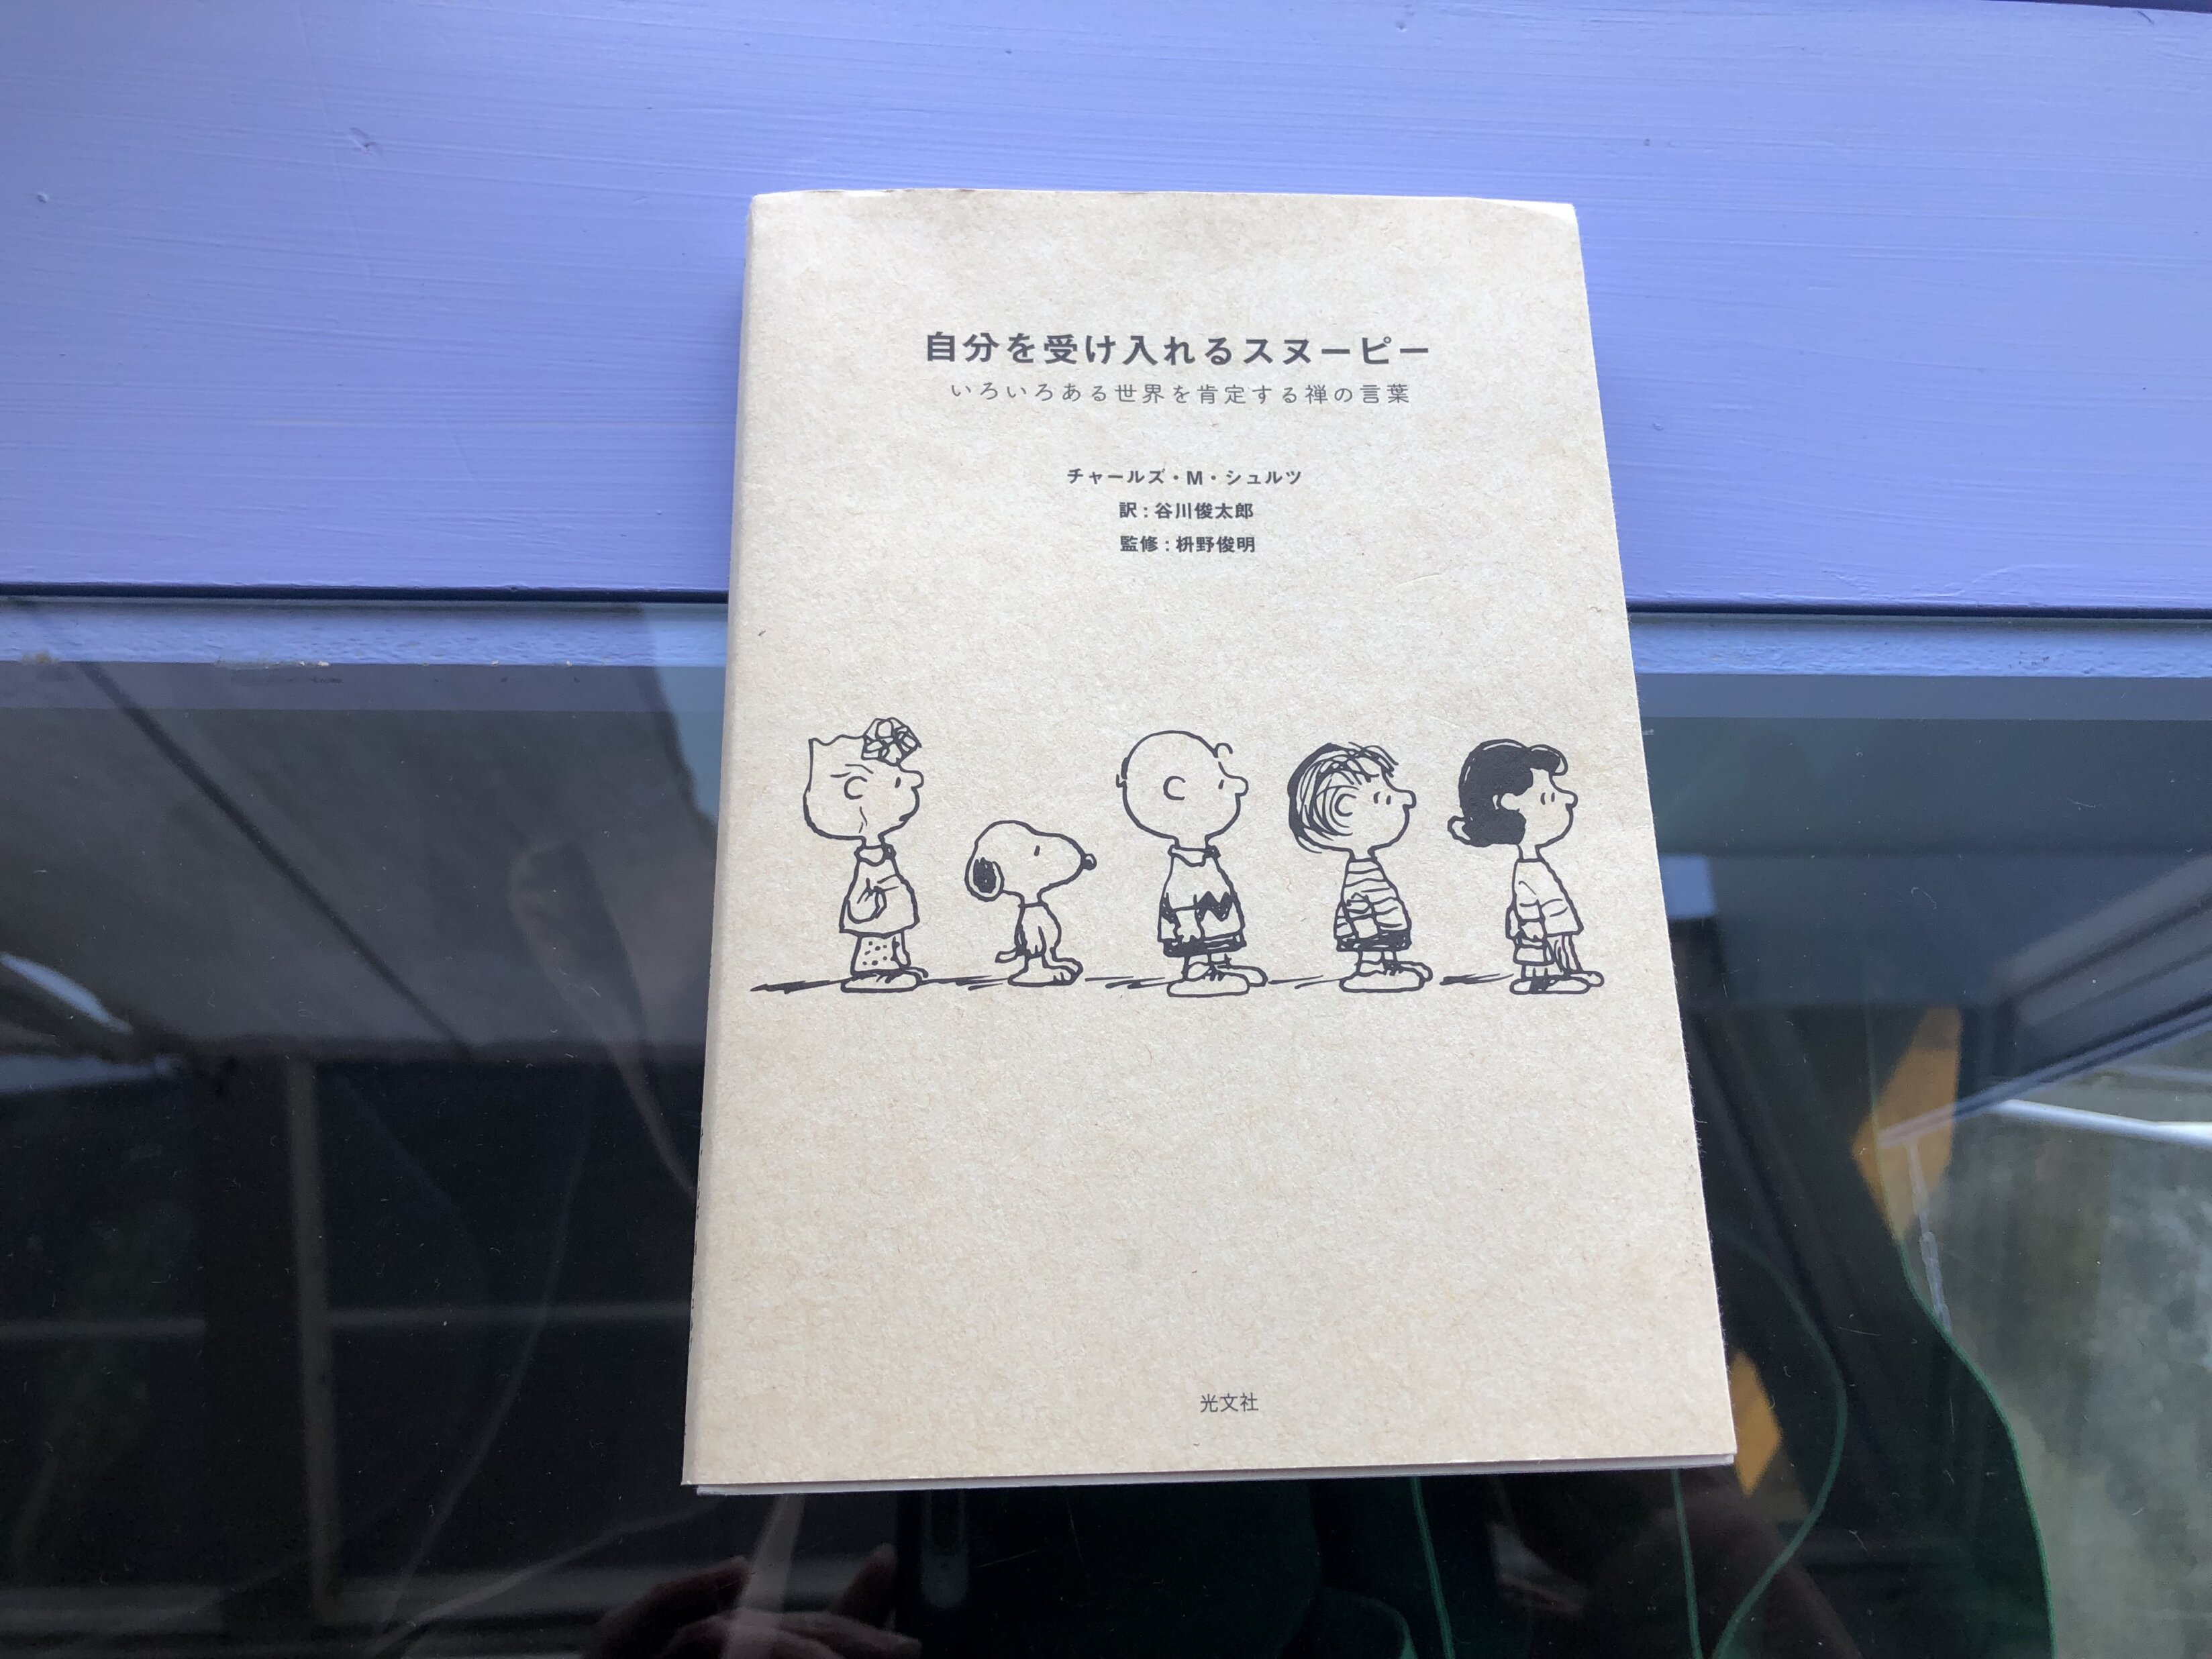 自分を受け入れるスヌーピー
いろいろある世界を肯定する禅の言葉
チャールズ・M・シュルツ
訳：谷川俊太郎
監修：枡野俊明
光文社